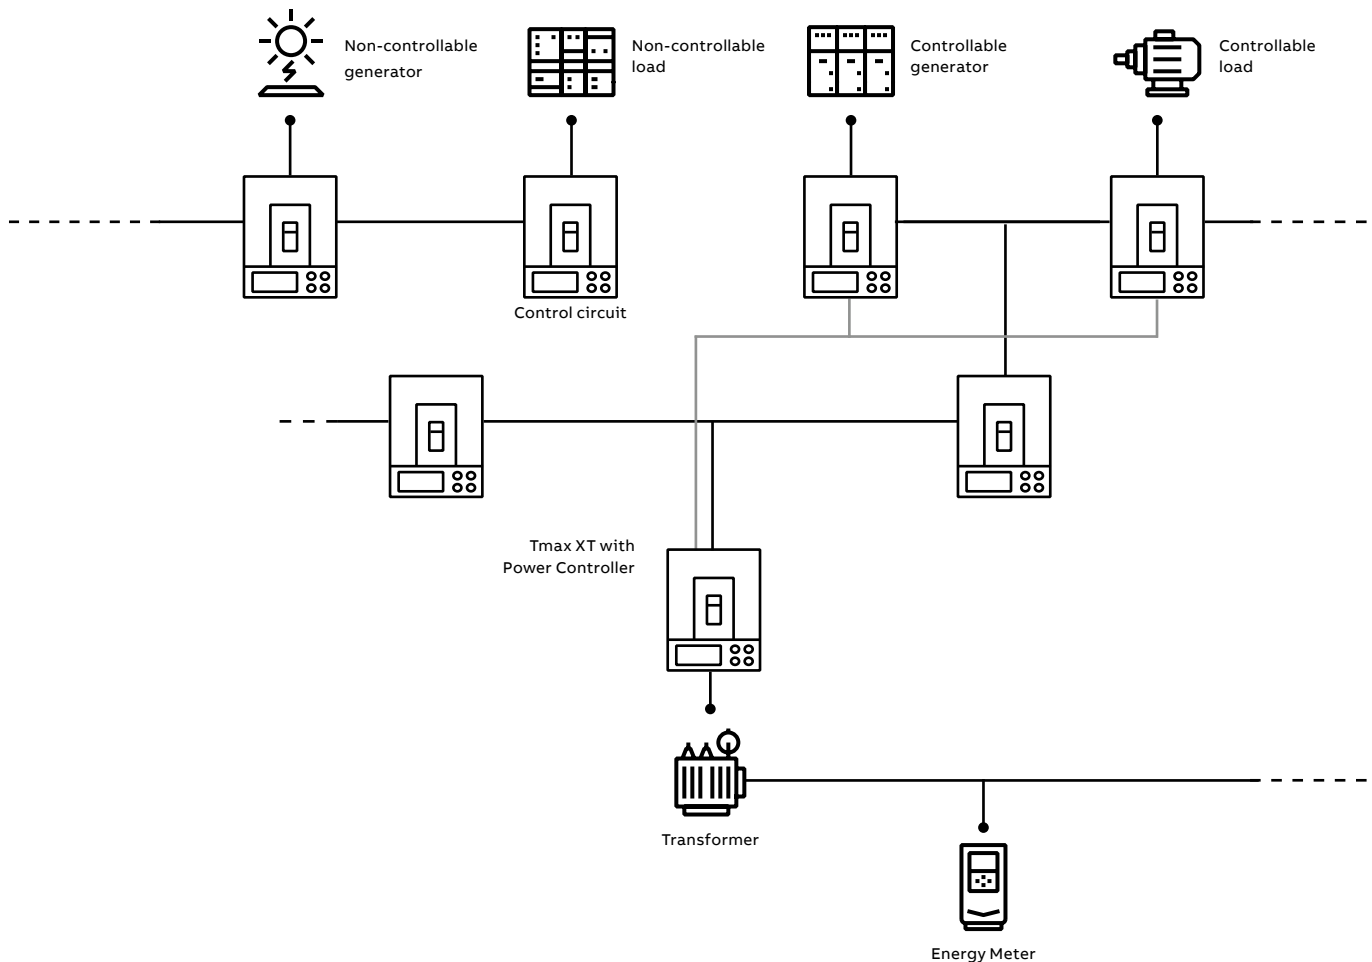 Non-controllable
generator
Non-controllable
load
Controllable
generator
Controllable
load
Control circuit
Tmax XT with
Power Controller
Transformer
Energy Meter